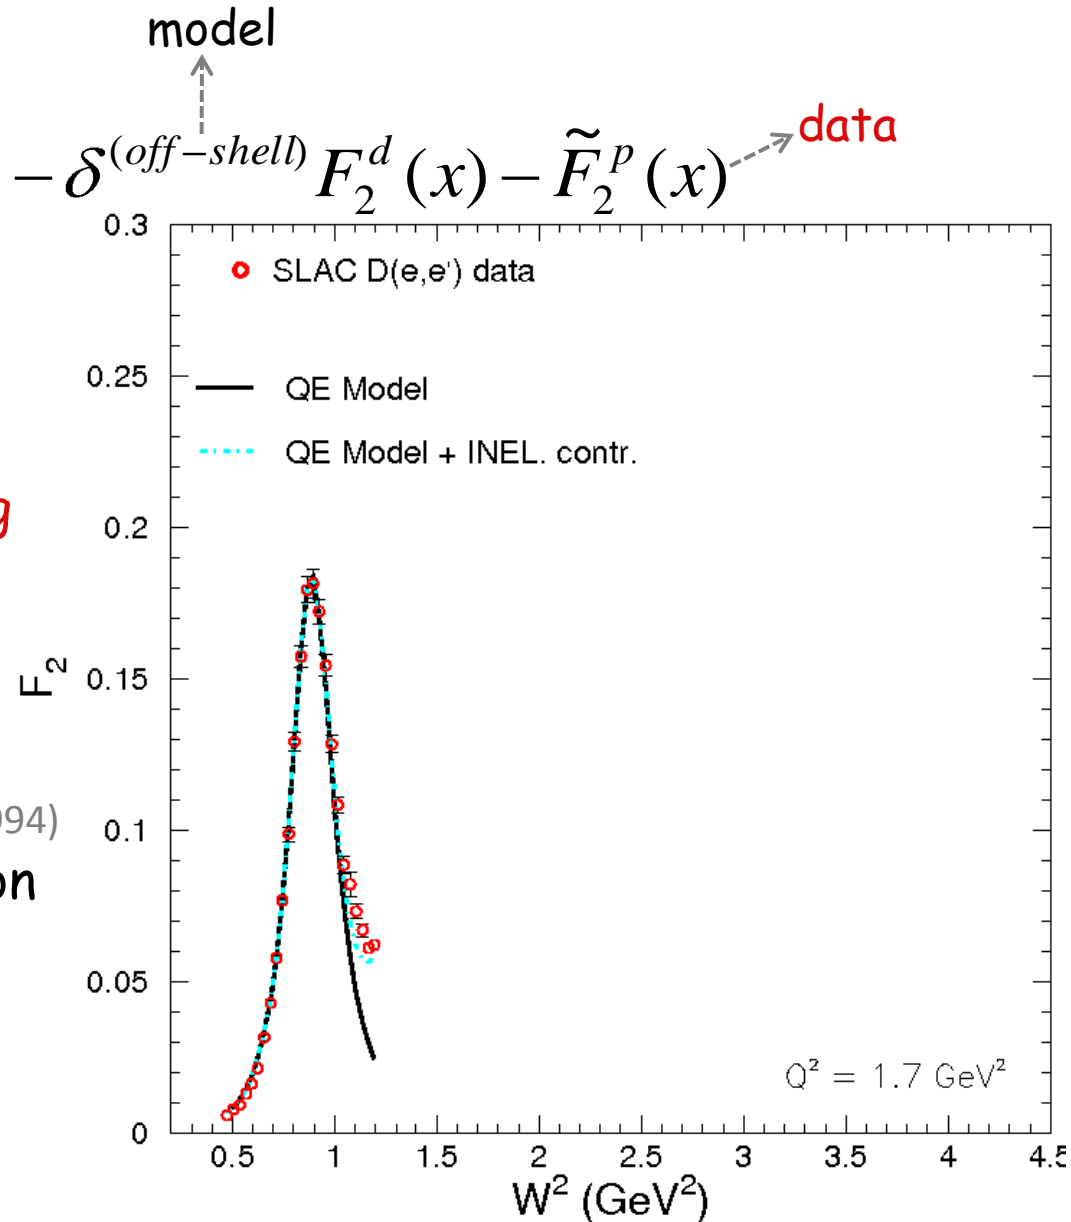 model
data
− δ^(off−shell) F₂^d (x) − F̃₂^p (x)
SLAC D(e,e') data
QE Model
QE Model + INEL. contr.
g
094)
on
F₂
0.3
0.25
0.2
0.15
0.1
0.05
0
Q² = 1.7 GeV²
0.5 1 1.5 2 2.5 3 3.5 4 4.5
W² (GeV²)